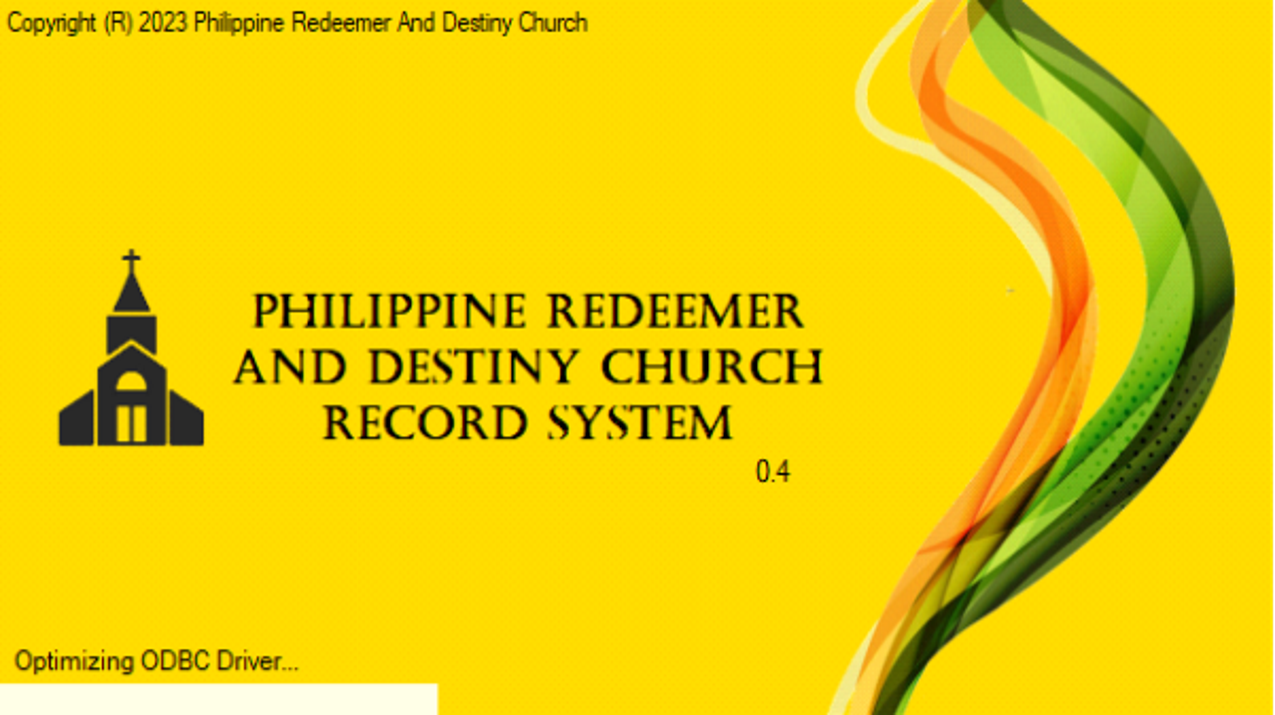 Copyright (R) 2023 Philippine Redeemer And Destiny Church
PHILIPPINE REDEEMER
AND DESTINY CHURCH
RECORD SYSTEM
0.4
Optimizing ODBC Driver...